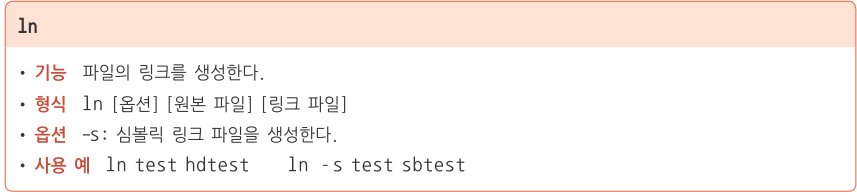 ln
• 기능 파일의 링크를 생성한다.
• 형식 ln [옵션] [원본 파일] [링크 파일]
• 옵션 -s: 심볼릭 링크 파일을 생성한다.
• 사용 예 ln test hdtest ln -s test sbtest